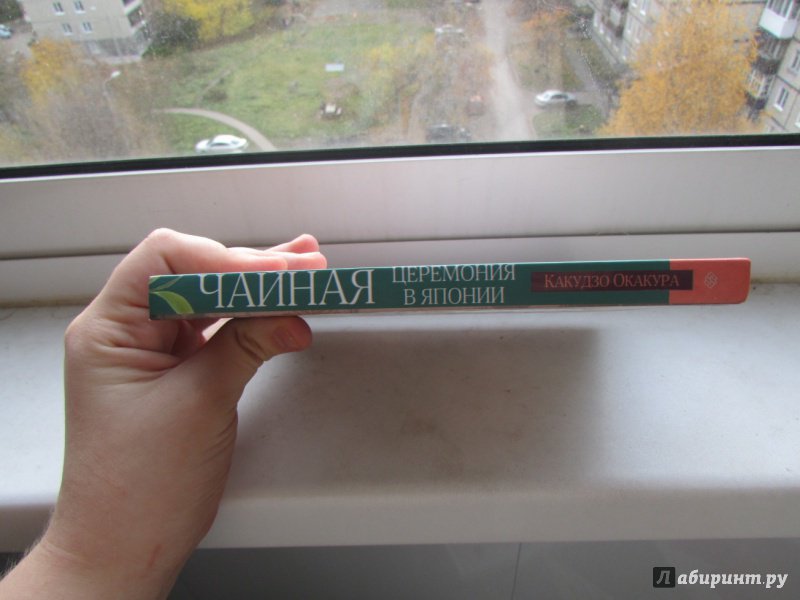 ЧАЙНАЯ
ЦЕРЕМОНИЯ
В ЯПОНИИ
КАКУДЗО ОКАКУРА
Лабиринт.ру